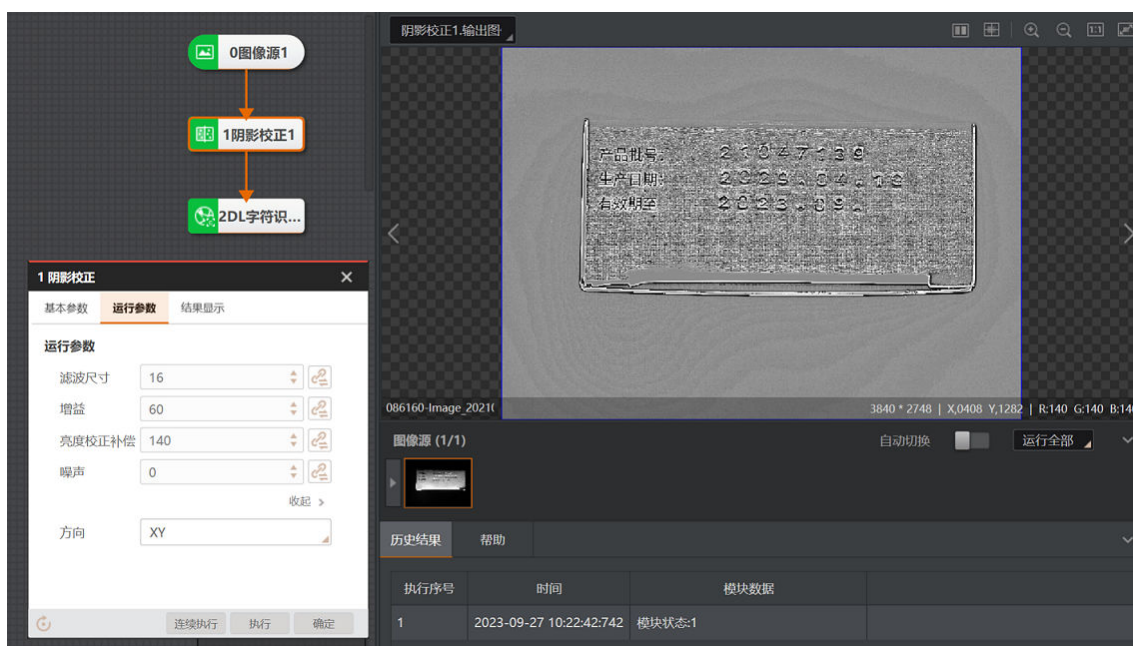 0图像源1
1阴影校正1
2DL字符识...
1 阴影校正
基本参数 运行参数 结果显示
运行参数
滤波尺寸 16
增益 60
亮度校正补偿 140
噪声 0
收起
方向 XY
连续执行 执行 确定
阴影校正1.输出图
1:1
产品批号:
生产日期:
有效期至
086160-Image_2021
3840 * 2748 | X,0408 Y,1282 | R:140 G:140 B:140
图像源 (1/1)
自动切换 运行全部
历史结果 帮助
执行序号 时间 模块数据
1 2023-09-27 10:22:42:742 模块状态:1